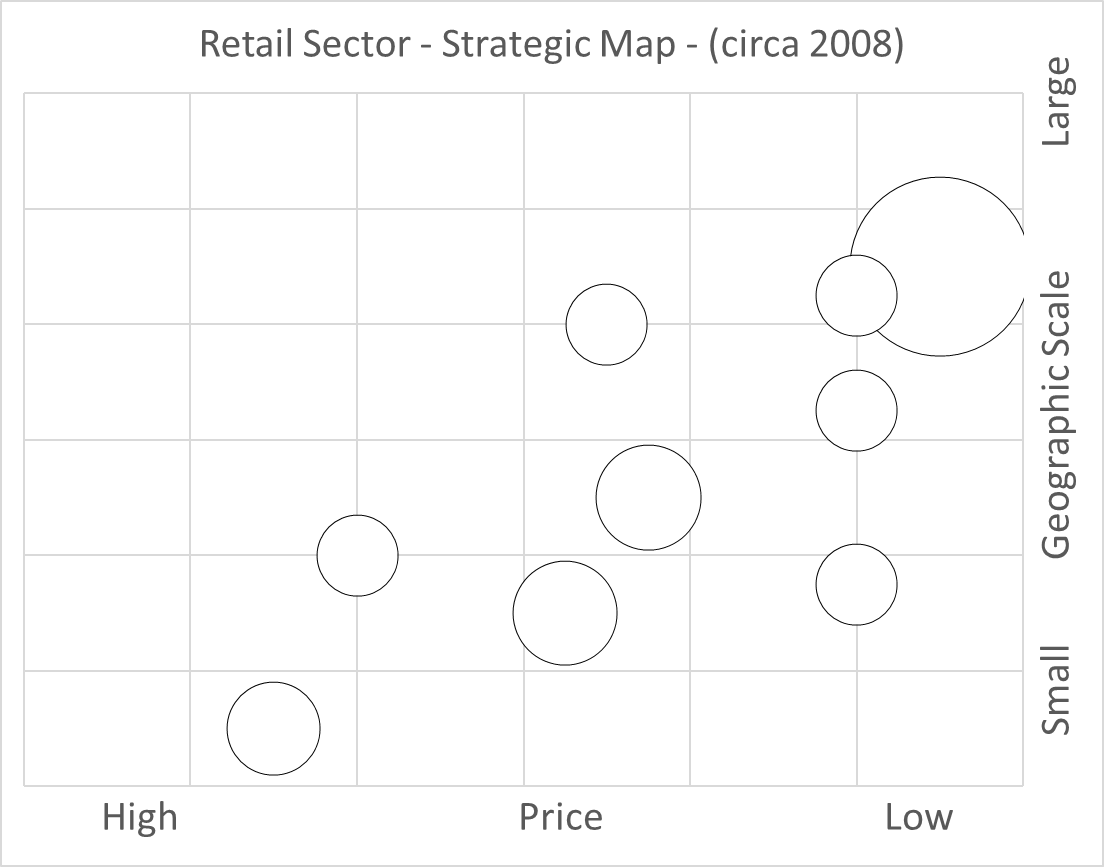 Retail Sector - Strategic Map - (circa 2008)
Large
Geographic Scale
Small
High
Price
Low